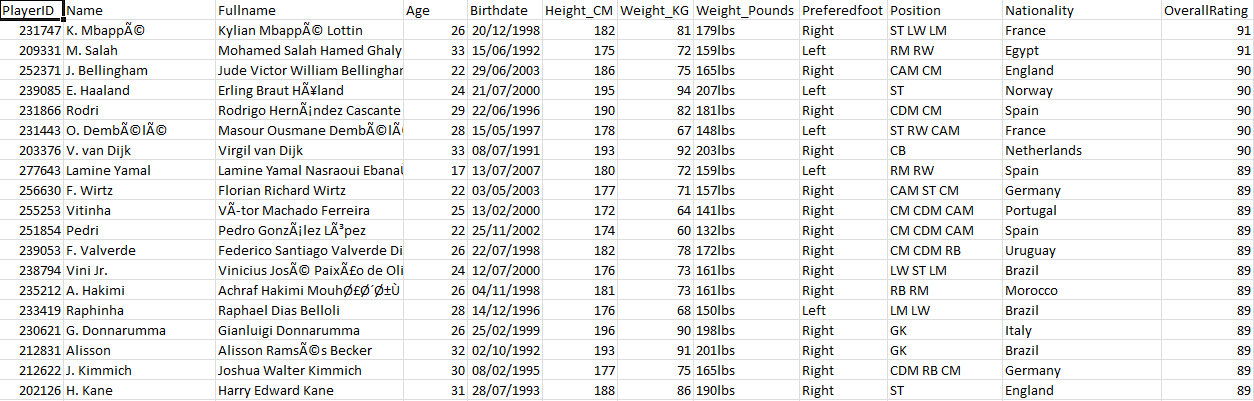 PlayerID Name Fullname Age Birthdate Height_CM Weight_KG Weight_Pounds Preferedfoot Position Nationality OverallRating
231747 K. MbappÃ© Kylian MbappÃ© Lottin 26 20/12/1998 182 81 179lbs Right ST LW LM France 91
209331 M. Salah Mohamed Salah Hamed Ghaly 33 15/06/1992 175 72 159lbs Left RM RW Egypt 91
252371 J. Bellingham Jude Victor William Bellinghar 22 29/06/2003 186 75 165lbs Right CAM CM England 90
239085 E. Haaland Erling Braut HÃ¥land 24 21/07/2000 195 94 207lbs Left ST Norway 90
231866 Rodri Rodrigo HernÃ¡ndez Cascante 29 22/06/1996 190 82 181lbs Right CDM CM Spain 90
231443 O. DembÃ©lÃ© Masour Ousmane DembÃ©lÃ© 28 15/05/1997 178 67 148lbs Left ST RW CAM France 90
203376 V. van Dijk Virgil van Dijk 33 08/07/1991 193 92 203lbs Right CB Netherlands 90
277643 Lamine Yamal Lamine Yamal Nasraoui Ebana 17 13/07/2007 180 72 159lbs Left RM RW Spain 89
256630 F. Wirtz Florian Richard Wirtz 22 03/05/2003 177 71 157lbs Right CAM ST CM Germany 89
255253 Vitinha VÃ-tor Machado Ferreira 25 13/02/2000 172 64 141lbs Right CM CDM CAM Portugal 89
251854 Pedri Pedro GonzÃ¡lez LÃ³pez 22 25/11/2002 174 60 132lbs Right CM CDM CAM Spain 89
239053 F. Valverde Federico Santiago Valverde Di 26 22/07/1998 182 78 172lbs Right CM CDM RB Uruguay 89
238794 Vini Jr. Vinicius JosÃ© PaixÃ£o de Oli 24 12/07/2000 176 73 161lbs Right LW ST LM Brazil 89
235212 A. Hakimi Achraf Hakimi MouhØ£Ø´Ø±Ù 26 04/11/1998 181 73 161lbs Right RB RM Morocco 89
233419 Raphinha Raphael Dias Belloli 28 14/12/1996 176 68 150lbs Left LM LW Brazil 89
230621 G. Donnarumma Gianluigi Donnarumma 26 25/02/1999 196 90 198lbs Right GK Italy 89
212831 Alisson Alisson RamsÃ©s Becker 32 02/10/1992 193 91 201lbs Right GK Brazil 89
212622 J. Kimmich Joshua Walter Kimmich 30 08/02/1995 177 75 165lbs Right CDM RB CM Germany 89
202126 H. Kane Harry Edward Kane 31 28/07/1993 188 86 190lbs Right ST England 89